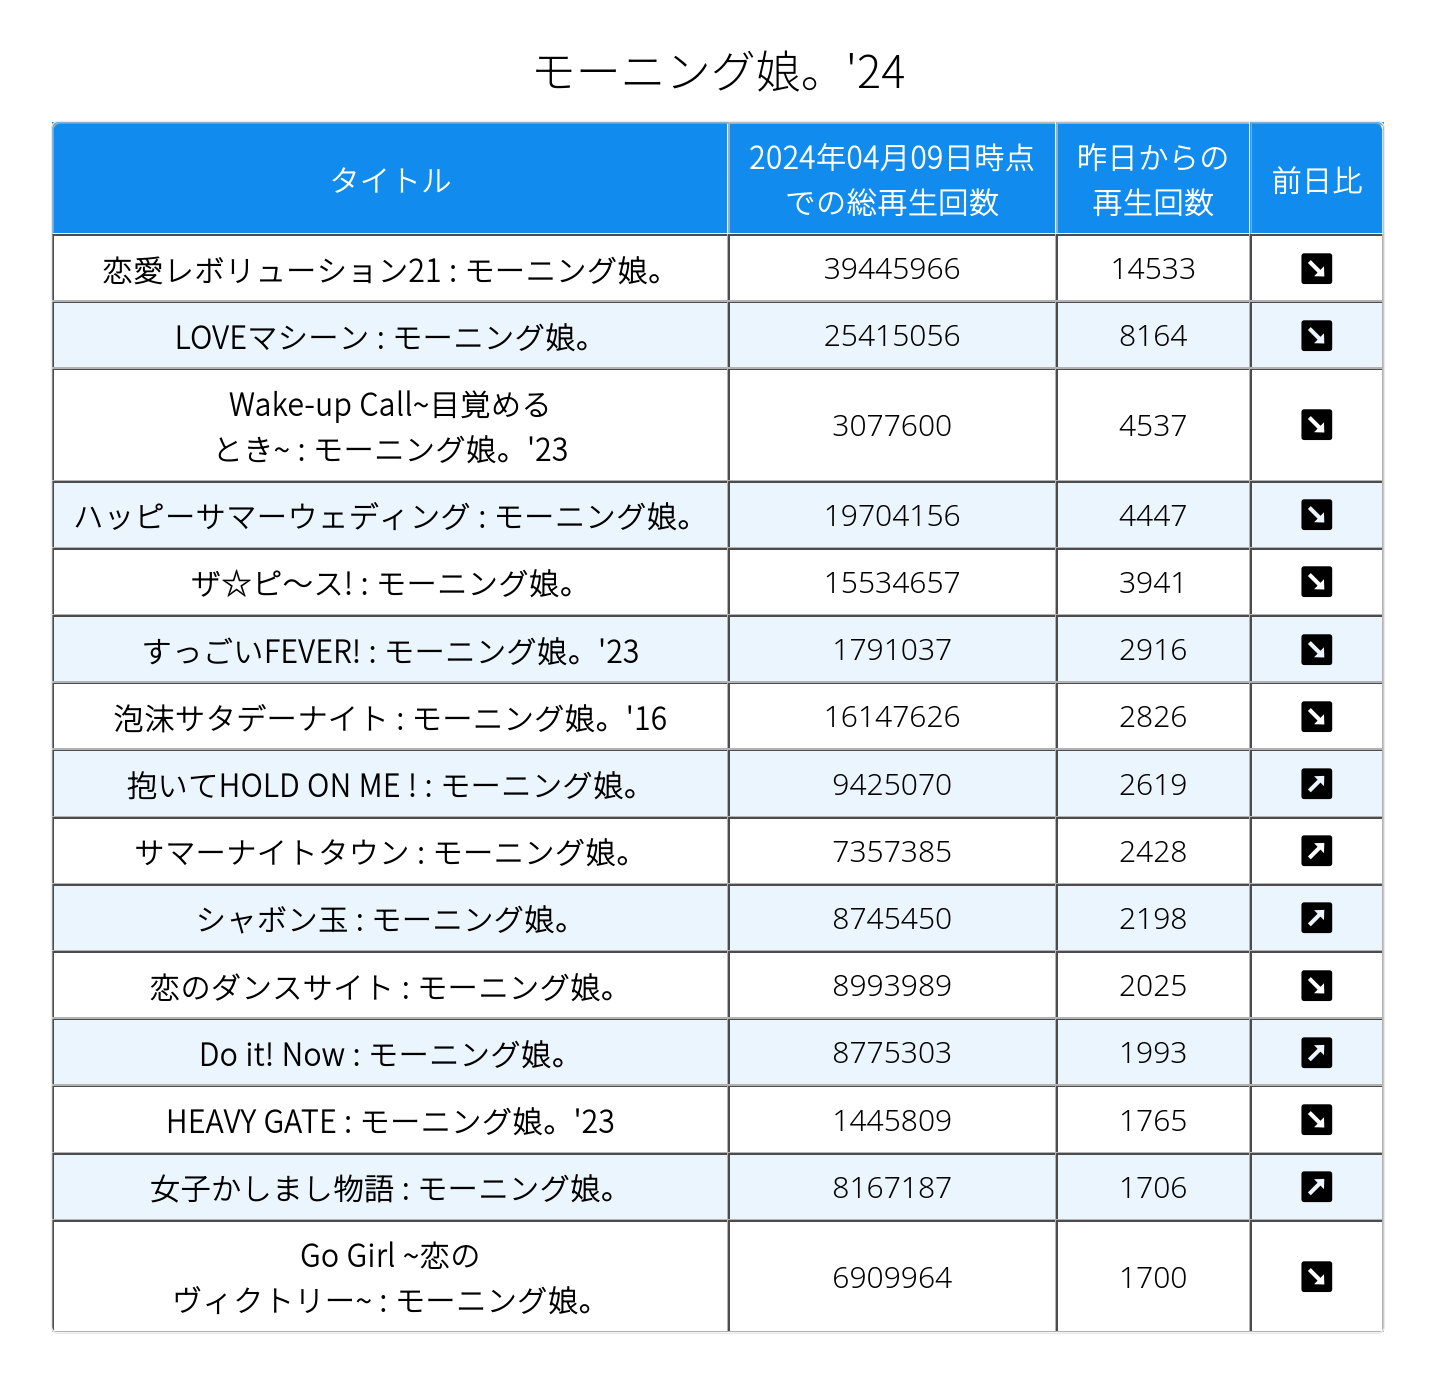 モーニング娘。'24
タイトル
2024年04月09日時点
での総再生回数
昨日からの
再生回数
前日比
恋愛レボリューション21 : モーニング娘。 39445966 14533
LOVEマシーン : モーニング娘。 25415056 8164
Wake-up Call~目覚める
とき~ : モーニング娘。'23 3077600 4537
ハッピーサマーウェディング : モーニング娘。 19704156 4447
ザ☆ピ〜ス! : モーニング娘。 15534657 3941
すっごいFEVER! : モーニング娘。'23 1791037 2916
泡沫サタデーナイト : モーニング娘。'16 16147626 2826
抱いてHOLD ON ME ! : モーニング娘。 9425070 2619
サマーナイトタウン : モーニング娘。 7357385 2428
シャボン玉 : モーニング娘。 8745450 2198
恋のダンスサイト : モーニング娘。 8993989 2025
Do it! Now : モーニング娘。 8775303 1993
HEAVY GATE : モーニング娘。'23 1445809 1765
女子かしまし物語 : モーニング娘。 8167187 1706
Go Girl ~恋の
ヴィクトリー~ : モーニング娘。 6909964 1700